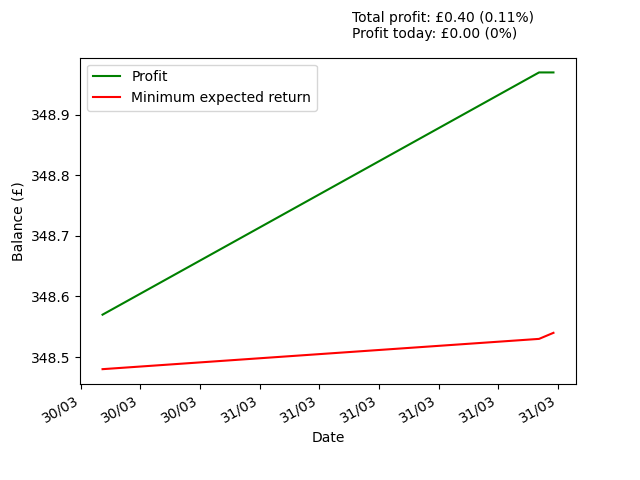 Total profit: £0.40 (0.11%)
Profit today: £0.00 (0%)
Profit
Minimum expected return
348.9
348.8
348.7
348.6
348.5
Balance (£)
30/03 30/03 30/03 31/03 31/03 31/03 31/03 31/03 31/03
Date